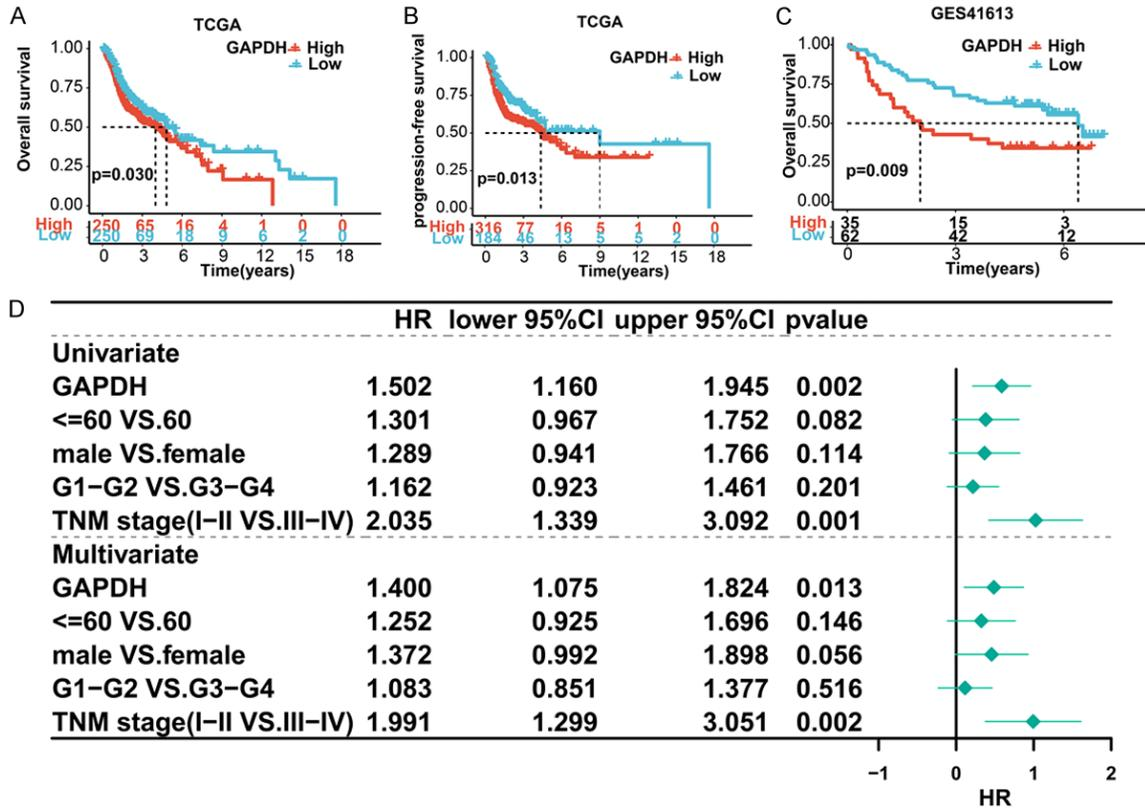 A
TCGA
GAPDH High
Low
Overall survival
1.00
0.75
0.50
0.25
0.00
p=0.030
High 250 65 16 4 1 0 0
Low 250 69 18 9 6 2 0
0 3 6 9 12 15 18
Time(years)
B
TCGA
GAPDH High
Low
progression-free survival
1.00
0.75
0.50
0.25
0.00
p=0.013
High 316 77 16 5 1 0 0
Low 184 46 13 5 5 2 0
0 3 6 9 12 15 18
Time(years)
C
GES41613
GAPDH High
Low
Overall survival
1.00
0.75
0.50
0.25
0.00
p=0.009
High 35 15 3
Low 62 42 12
0 3 6
Time(years)
D
HR lower 95%CI upper 95%CI pvalue
Univariate
GAPDH 1.502 1.160 1.945 0.002
<=60 VS.60 1.301 0.967 1.752 0.082
male VS.female 1.289 0.941 1.766 0.114
G1-G2 VS.G3-G4 1.162 0.923 1.461 0.201
TNM stage(I-II VS.III-IV) 2.035 1.339 3.092 0.001
Multivariate
GAPDH 1.400 1.075 1.824 0.013
<=60 VS.60 1.252 0.925 1.696 0.146
male VS.female 1.372 0.992 1.898 0.056
G1-G2 VS.G3-G4 1.083 0.851 1.377 0.516
TNM stage(I-II VS.III-IV) 1.991 1.299 3.051 0.002
-1 0 1 2
HR